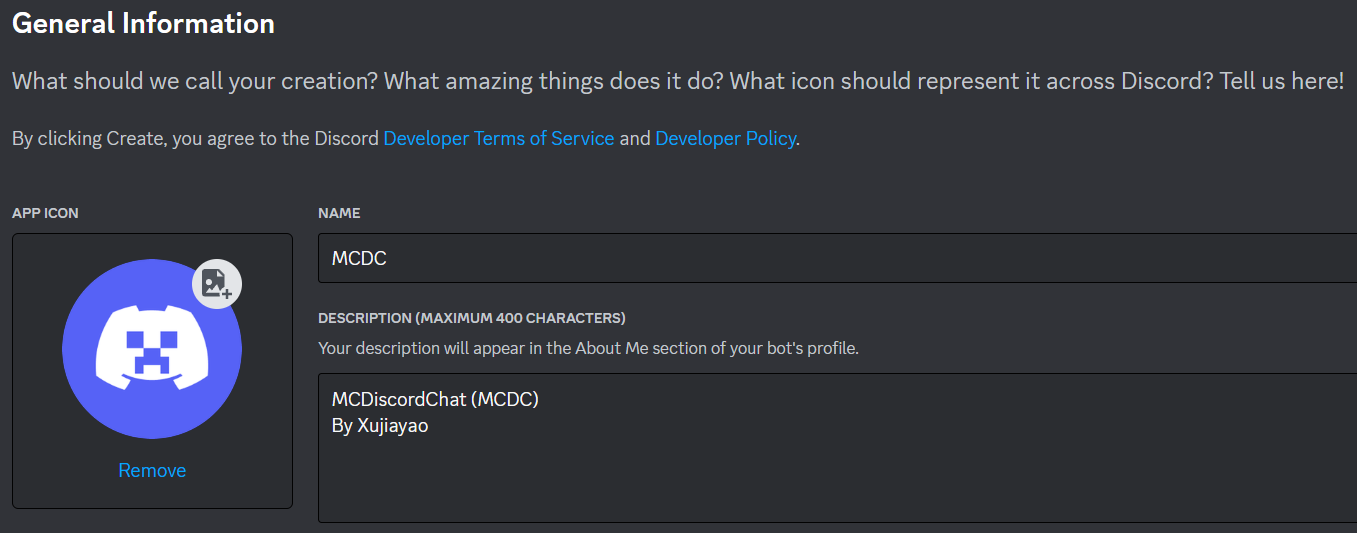 General Information
What should we call your creation? What amazing things does it do? What icon should represent it across Discord? Tell us here!
By clicking Create, you agree to the Discord Developer Terms of Service and Developer Policy.
APP ICON
Remove
NAME
MCDC
DESCRIPTION (MAXIMUM 400 CHARACTERS)
Your description will appear in the About Me section of your bot's profile.
MCDiscordChat (MCDC)
By Xujiayao